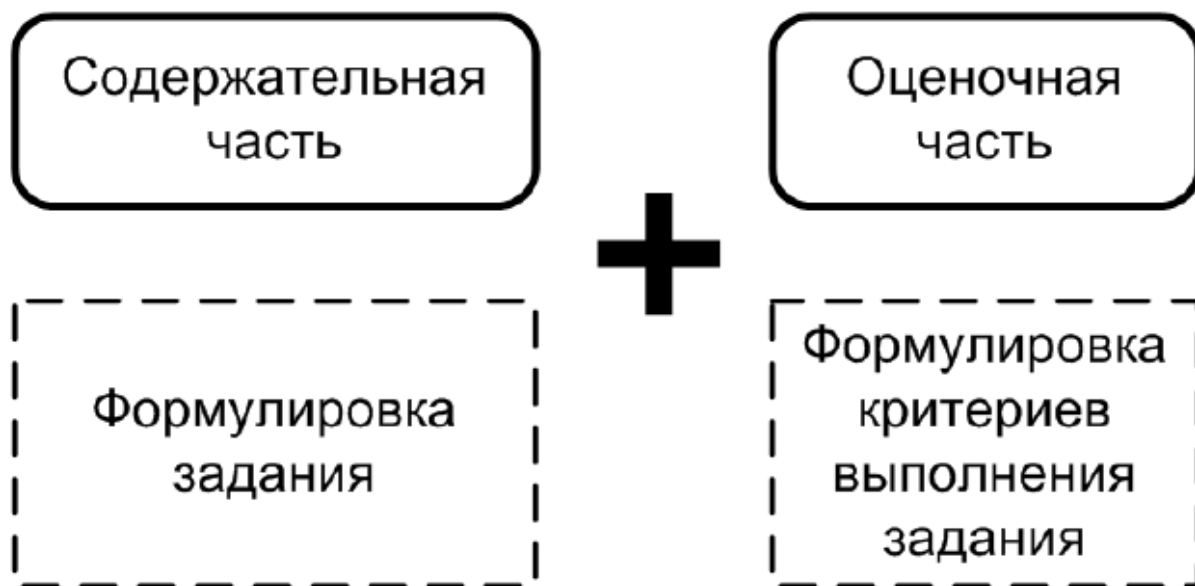 Содержательная
часть
Оценочная
часть
+
Формулировка
задания
Формулировка
критериев
выполнения
задания